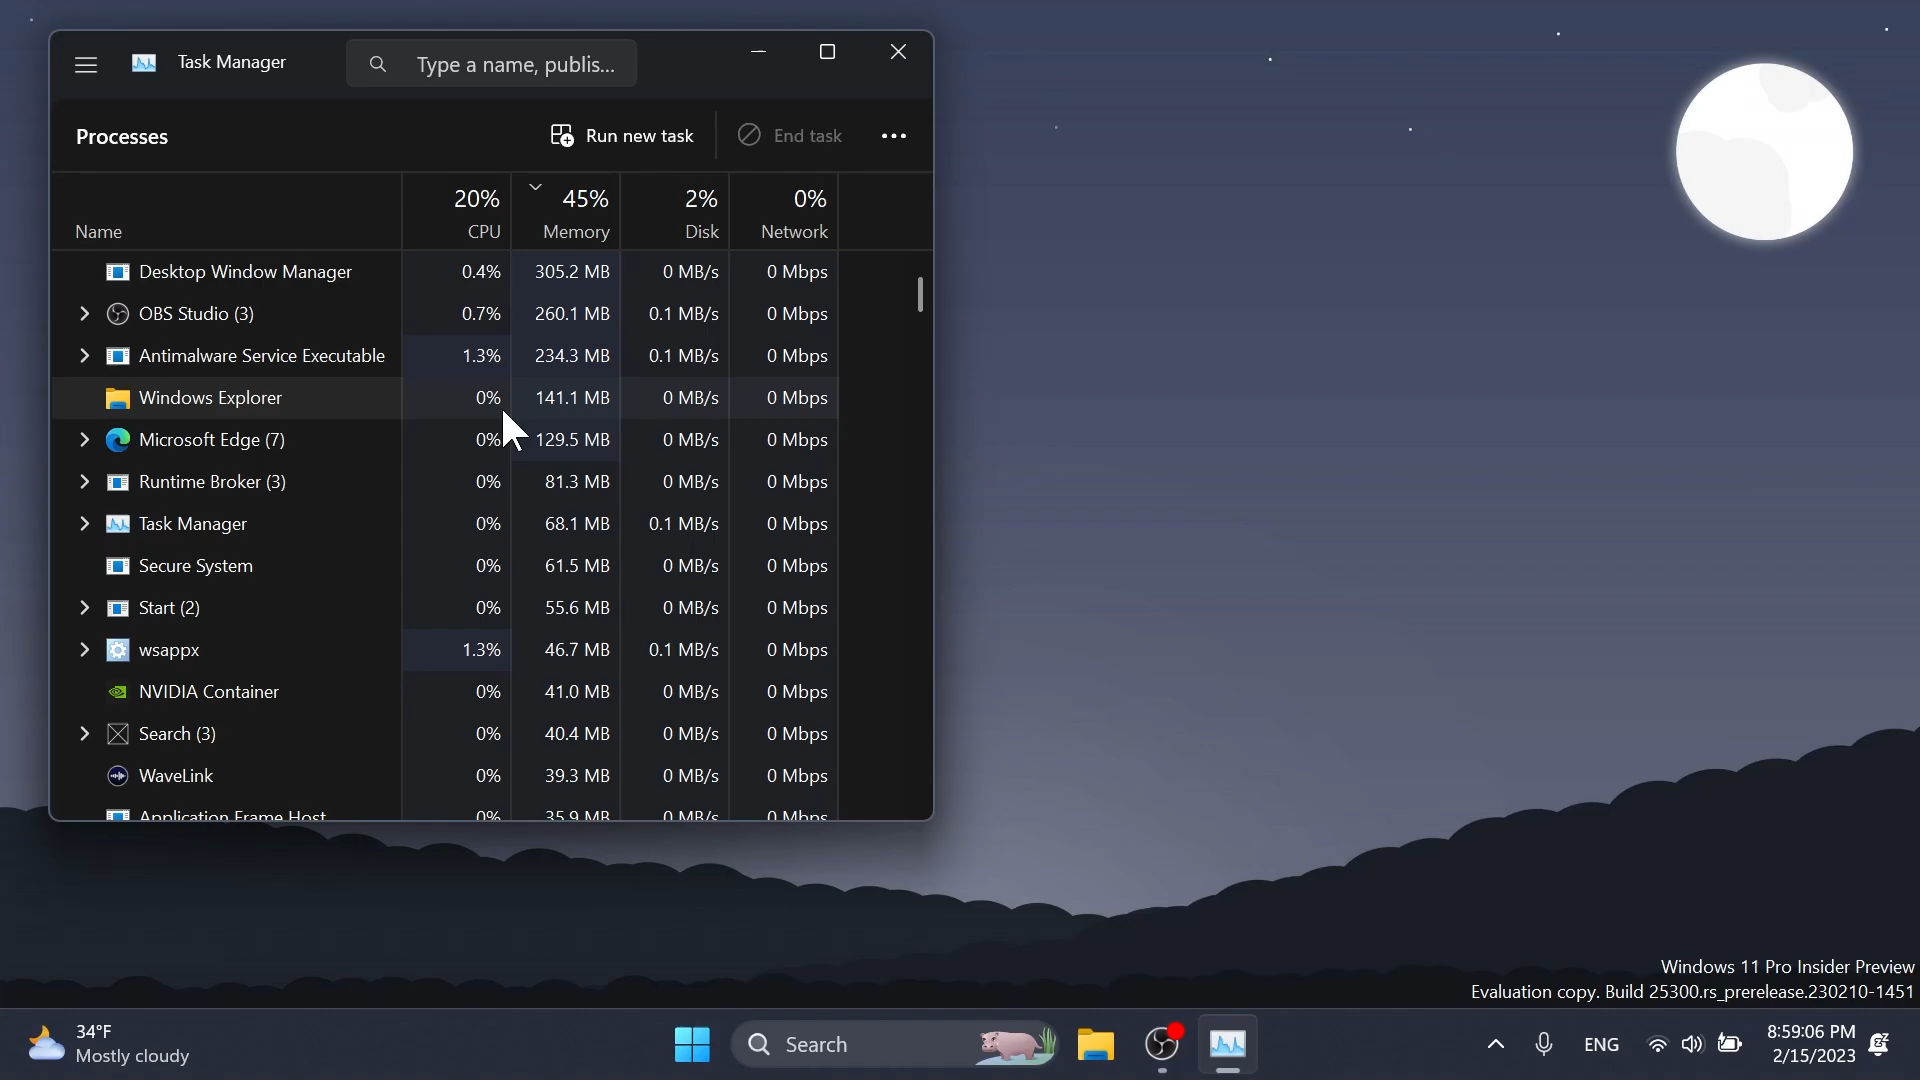 Task Manager
Type a name, publis...
Processes
Run new task
End task
20% 45% 2% 0%
Name CPU Memory Disk Network
Desktop Window Manager 0.4% 305.2 MB 0 MB/s 0 Mbps
OBS Studio (3) 0.7% 260.1 MB 0.1 MB/s 0 Mbps
Antimalware Service Executable 1.3% 234.3 MB 0.1 MB/s 0 Mbps
Windows Explorer 0% 141.1 MB 0 MB/s 0 Mbps
Microsoft Edge (7) 0% 129.5 MB 0 MB/s 0 Mbps
Runtime Broker (3) 0% 81.3 MB 0 MB/s 0 Mbps
Task Manager 0% 68.1 MB 0.1 MB/s 0 Mbps
Secure System 0% 61.5 MB 0 MB/s 0 Mbps
Start (2) 0% 55.6 MB 0 MB/s 0 Mbps
wsappx 1.3% 46.7 MB 0.1 MB/s 0 Mbps
NVIDIA Container 0% 41.0 MB 0 MB/s 0 Mbps
Search (3) 0% 40.4 MB 0 MB/s 0 Mbps
WaveLink 0% 39.3 MB 0 MB/s 0 Mbps
Application Frame Host 0% 35.9 MB 0 MB/s 0 Mbps
Windows 11 Pro Insider Preview
Evaluation copy. Build 25300.rs_prerelease.230210-1451
34°F
Mostly cloudy
Search
ENG
8:59:06 PM
2/15/2023